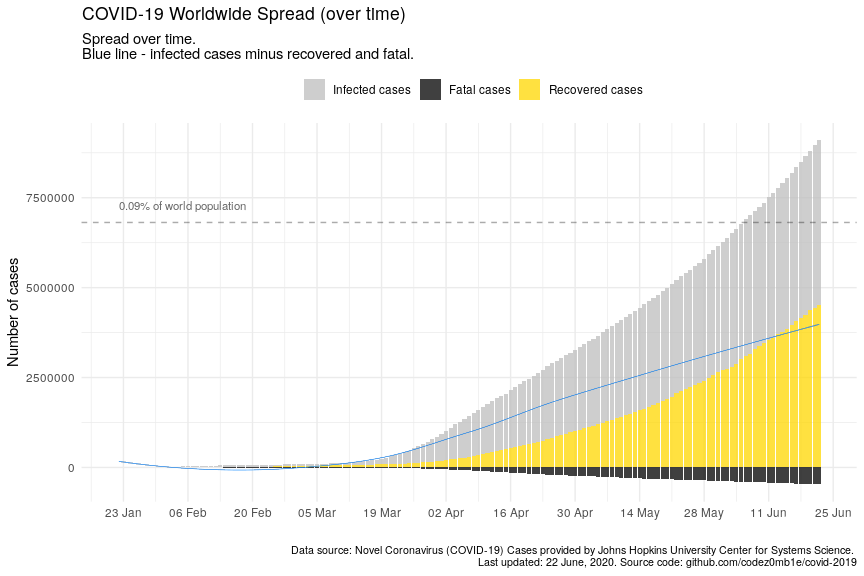 COVID-19 Worldwide Spread (over time)
Spread over time.
Blue line - infected cases minus recovered and fatal.
Infected cases Fatal cases Recovered cases
Number of cases
7500000
5000000
2500000
0
0.09% of world population
23 Jan 06 Feb 20 Feb 05 Mar 19 Mar 02 Apr 16 Apr 30 Apr 14 May 28 May 11 Jun 25 Jun
Data source: Novel Coronavirus (COVID-19) Cases provided by Johns Hopkins University Center for Systems Science.
Last updated: 22 June, 2020. Source code: github.com/codez0mb1e/covid-2019